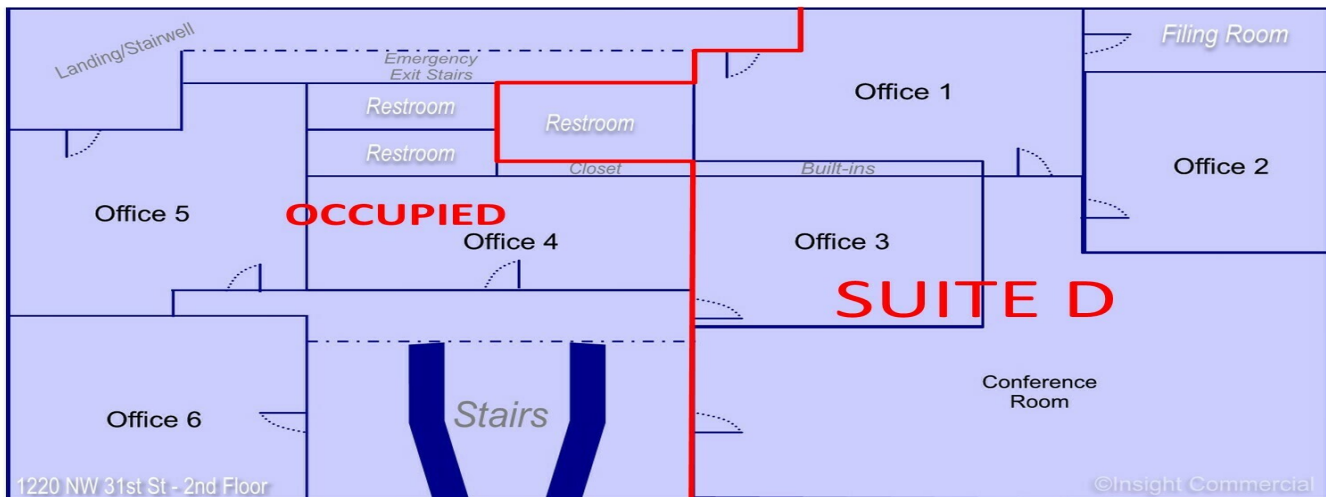 Landing/Stairwell
Emergency
Exit Stairs
Filing Room
Office 1
Restroom
Restroom
Restroom
Closet
Built-ins
Office 2
Office 5
OCCUPIED
Office 4
Office 3
SUITE D
Conference
Room
Office 6
Stairs
1220 NW 31st St - 2nd Floor
©Insight Commercial